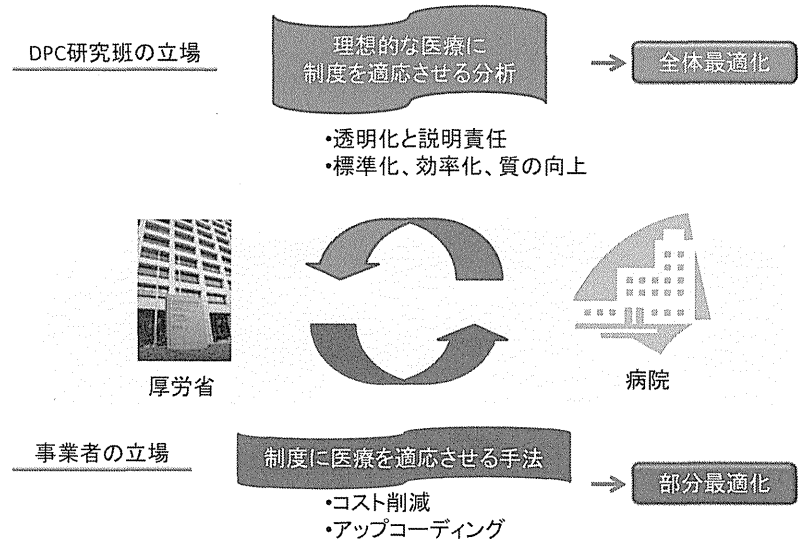 DPC研究班の立場
理想的な医療に
制度を適応させる分析
全体最適化
•透明化と説明責任
•標準化、効率化、質の向上
厚労省
病院
事業者の立場
制度に医療を適応させる手法
部分最適化
•コスト削減
•アップコーディング